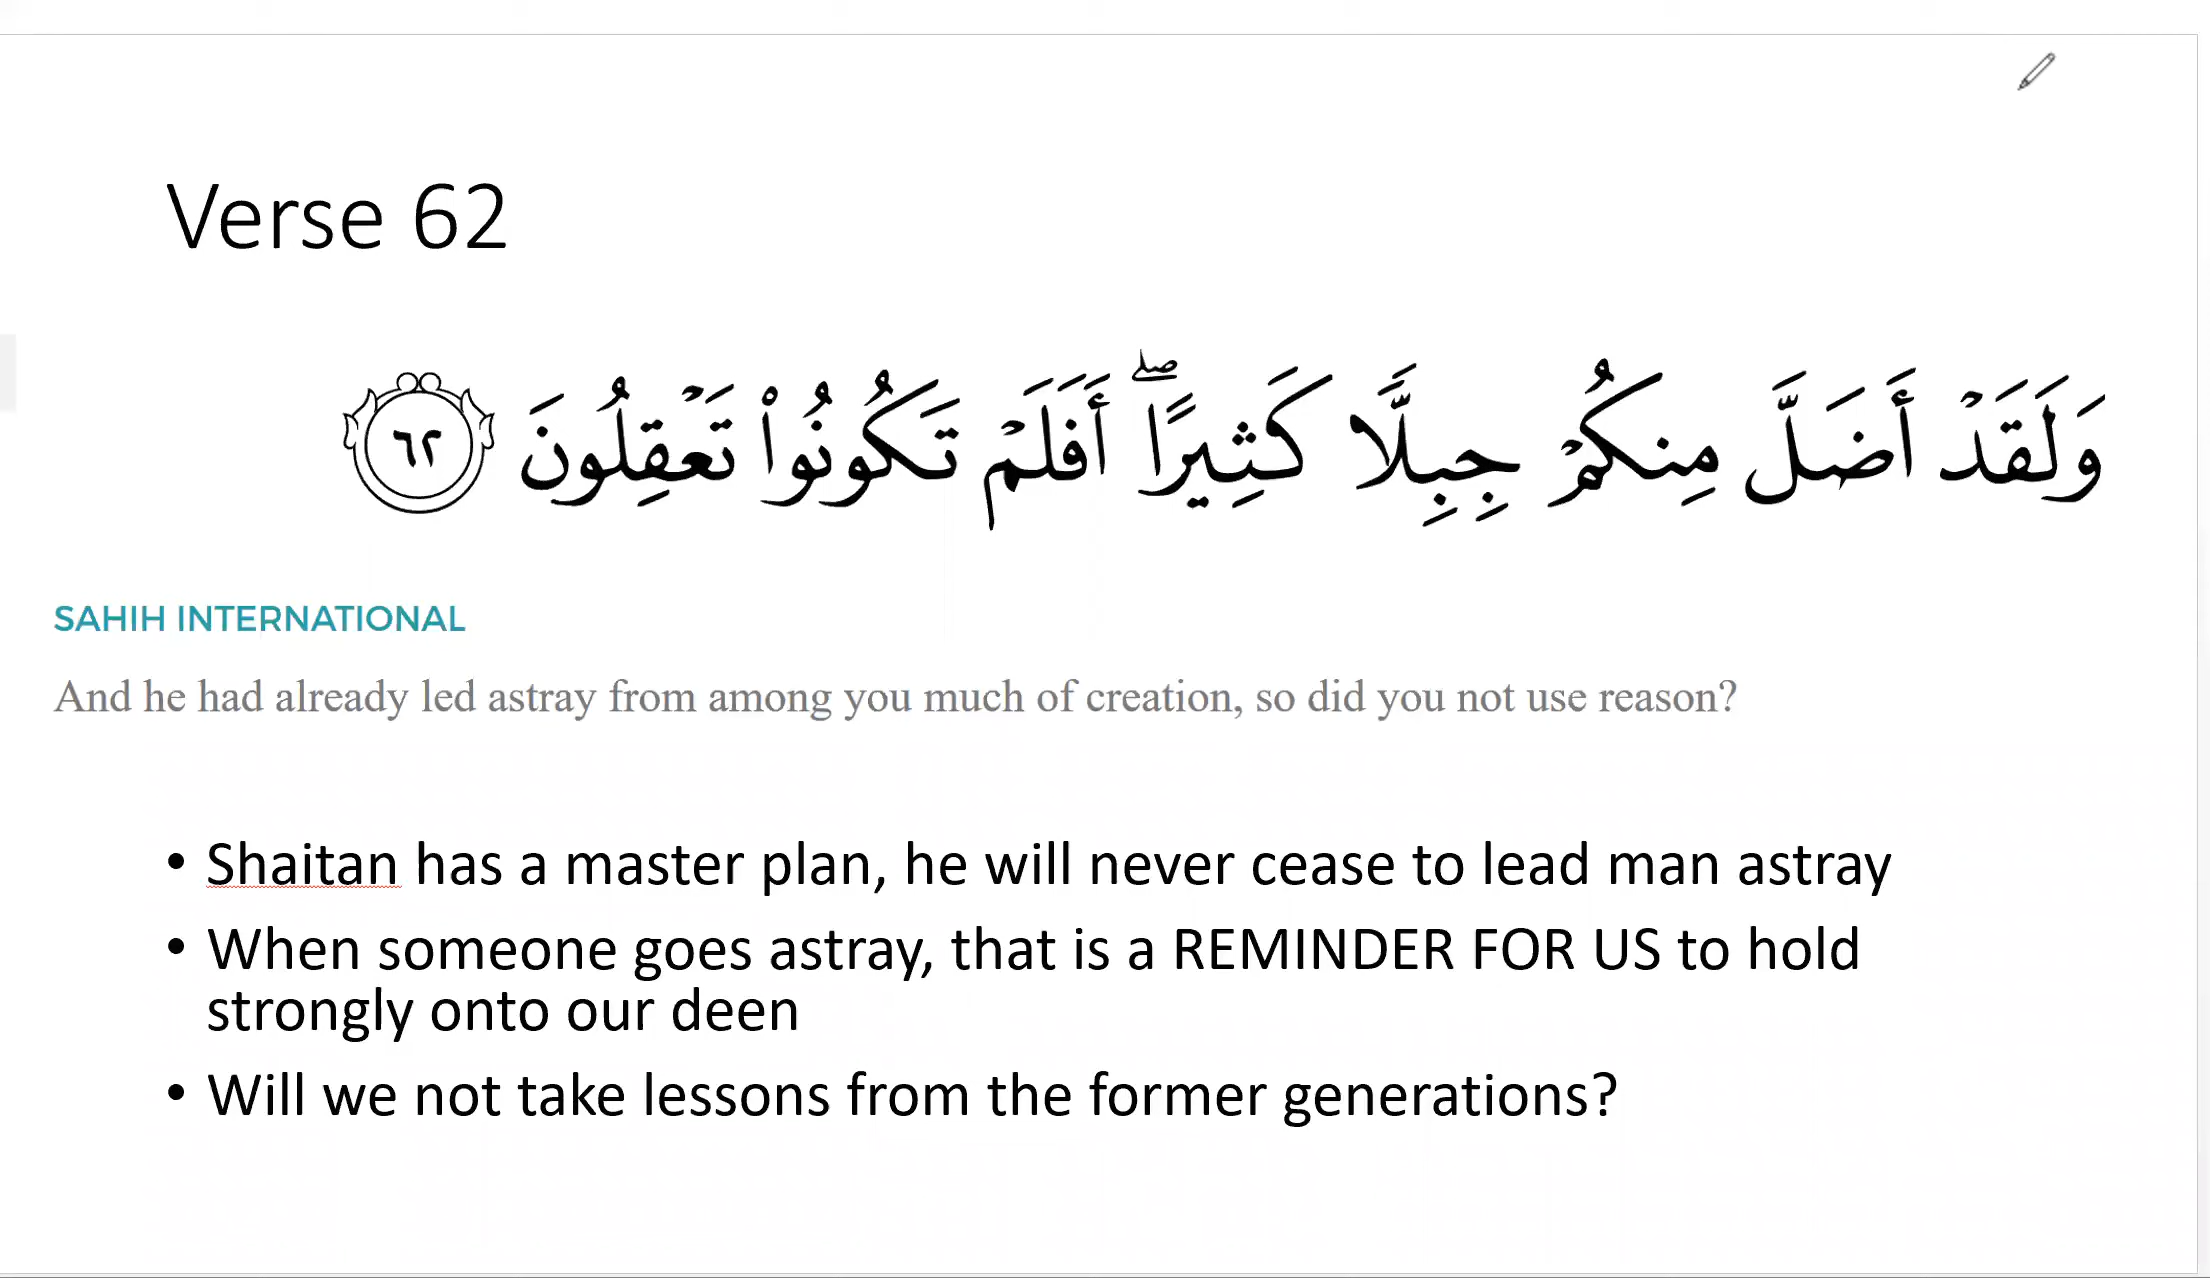 Verse 62
وَلَقَدْ أَضَلَّ مِنكُمْ جِبِلًّا كَثِيرًا ۖ أَفَلَمْ تَكُونُوا۟ تَعْقِلُونَ ٦٢
SAHIH INTERNATIONAL
And he had already led astray from among you much of creation, so did you not use reason?
• Shaitan has a master plan, he will never cease to lead man astray
• When someone goes astray, that is a REMINDER FOR US to hold
strongly onto our deen
• Will we not take lessons from the former generations?